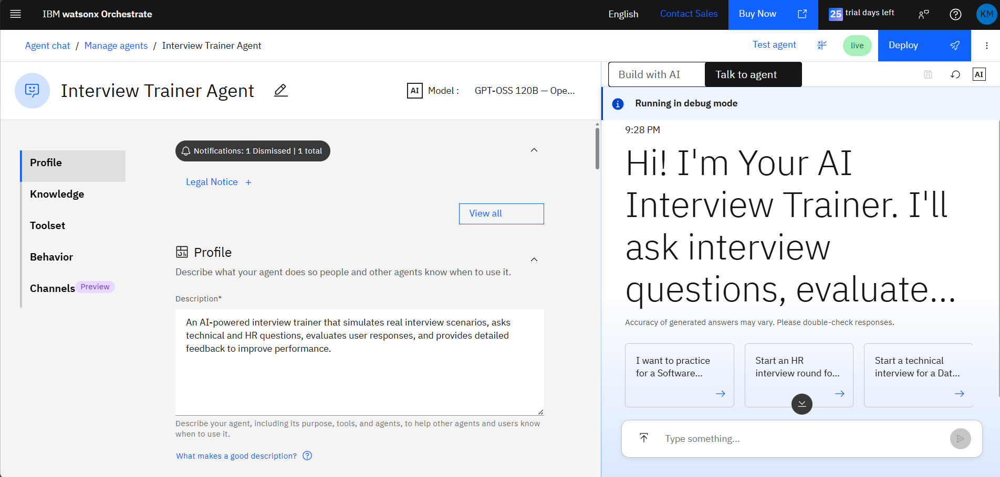 IBM watsonx Orchestrate
English
Contact Sales
Buy Now
25 trial days left
KM
Agent chat / Manage agents / Interview Trainer Agent
Test agent
live
Deploy
Interview Trainer Agent
AI Model :
GPT-OSS 120B — Ope...
Build with AI
Talk to agent
AI
Running in debug mode
Profile
Knowledge
Toolset
Behavior
Channels Preview
Notifications: 1 Dismissed | 1 total
Legal Notice +
View all
Profile
Describe what your agent does so people and other agents know when to use it.
Description*
An AI-powered interview trainer that simulates real interview scenarios, asks
technical and HR questions, evaluates user responses, and provides detailed
feedback to improve performance.
Describe your agent, including its purpose, tools, and agents, to help other agents and users know
when to use it.
What makes a good description?
9:28 PM
Hi! I'm Your AI
Interview Trainer. I'll
ask interview
questions, evaluate...
Accuracy of generated answers may vary. Please double-check responses.
I want to practice
for a Software...
Start an HR
interview round fo...
Start a technical
interview for a Dat...
Type something...